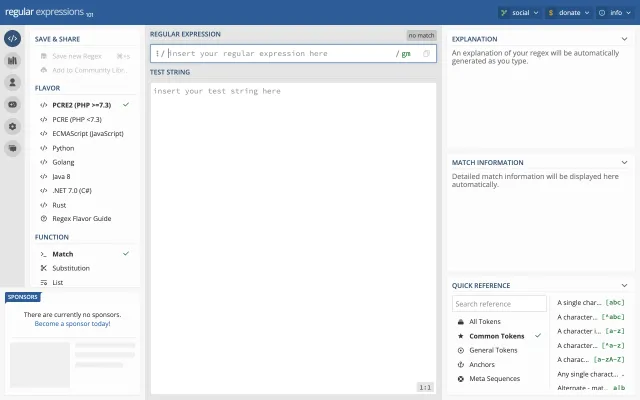 regular expressions 101
social
donate
info
SAVE & SHARE
Save new Regex ⌘+s
Add to Community Libr...
FLAVOR
PCRE2 (PHP >=7.3)
PCRE (PHP <7.3)
ECMAScript (JavaScript)
Python
Golang
Java 8
.NET 7.0 (C#)
Rust
Regex Flavor Guide
FUNCTION
Match
Substitution
List
SPONSORS
There are currently no sponsors.
Become a sponsor today!
REGULAR EXPRESSION
no match
/ insert your regular expression here / gm
TEST STRING
insert your test string here
1:1
EXPLANATION
An explanation of your regex will be automatically
generated as you type.
MATCH INFORMATION
Detailed match information will be displayed here
automatically.
QUICK REFERENCE
Search reference
All Tokens
Common Tokens
General Tokens
Anchors
Meta Sequences
A single char... [abc]
A character... [^abc]
A character i... [a-z]
A character... [^a-z]
A charac... [a-zA-Z]
Any single charact... .
Alternate - mat... a|b